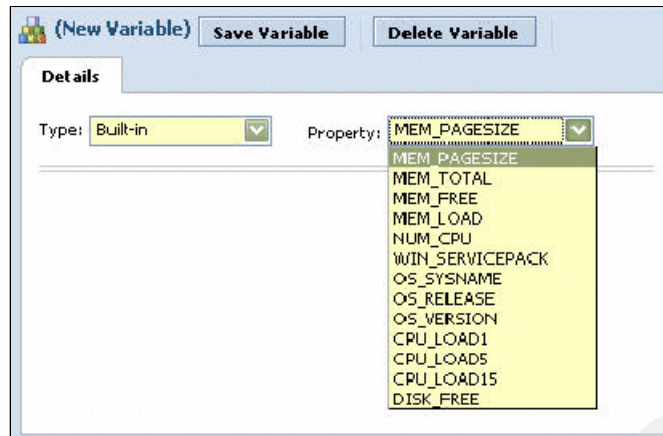 (New Variable) Save Variable Delete Variable
Details
Type: Built-in Property: MEM_PAGESIZE
MEM_PAGESIZE
MEM_TOTAL
MEM_FREE
MEM_LOAD
NUM_CPU
WIN_SERVICEPACK
OS_SYSNAME
OS_RELEASE
OS_VERSION
CPU_LOAD1
CPU_LOAD5
CPU_LOAD15
DISK_FREE